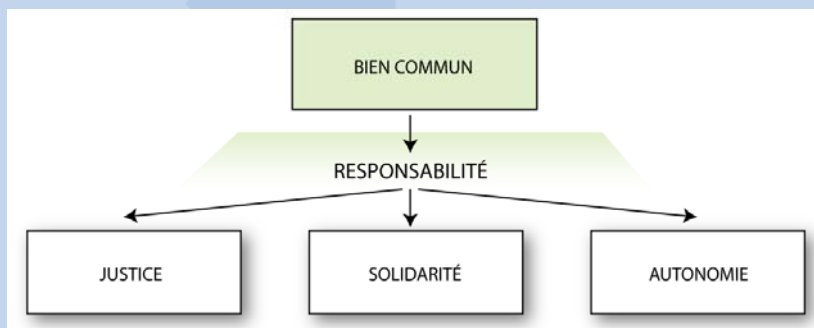 BIEN COMMUN
RESPONSABILITÉ
JUSTICE
SOLIDARITÉ
AUTONOMIE